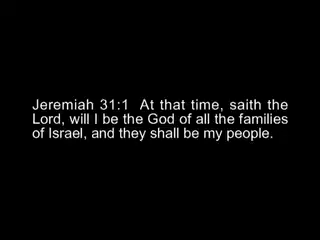 Jeremiah 31:1  At that time, saith the
Lord, will I be the God of all the families
of Israel, and they shall be my people.